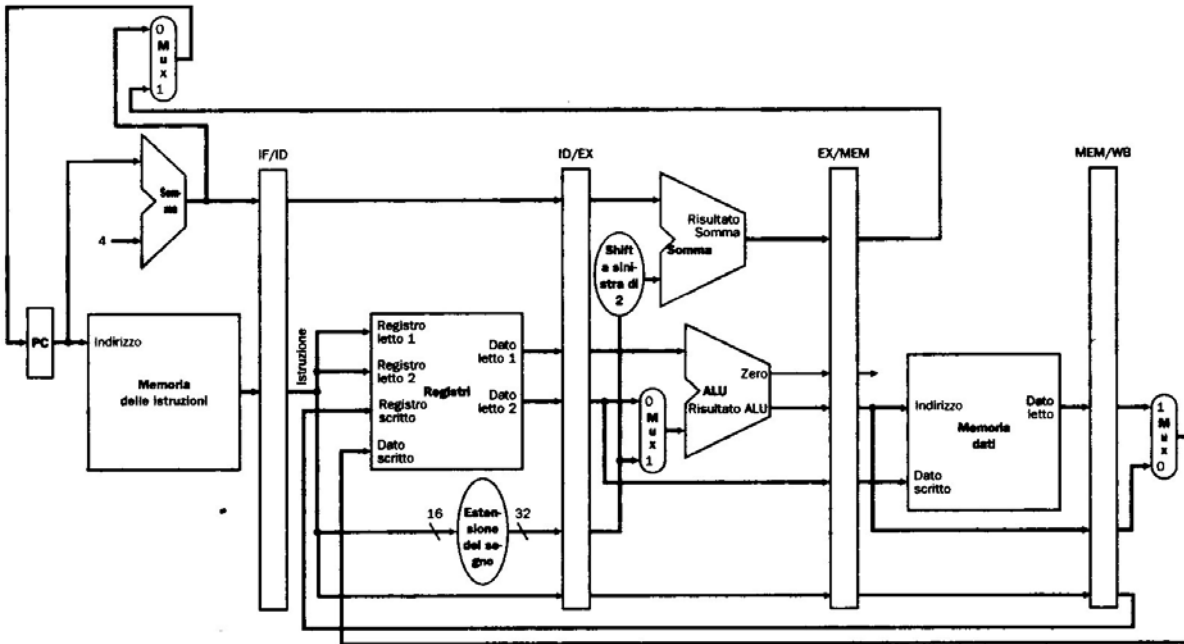 0
M
u
x
1
IF/ID
ID/EX
EX/MEM
MEM/WB
Som-
ma
4
Risultato
Somma
Somma
Shift
a sini-
stra di
2
PC
Indirizzo
Memoria
delle istruzioni
Istruzione
Registro
letto 1
Registro
letto 2
Registro
scritto
Dato
scritto
Registri
Dato
letto 1
Dato
letto 2
0
M
u
x
1
Zero
ALU
Risultato ALU
Indirizzo
Dato
letto
Memoria
dati
Dato
scritto
1
M
u
x
0
16
Esten-
sione
del se-
gno
32